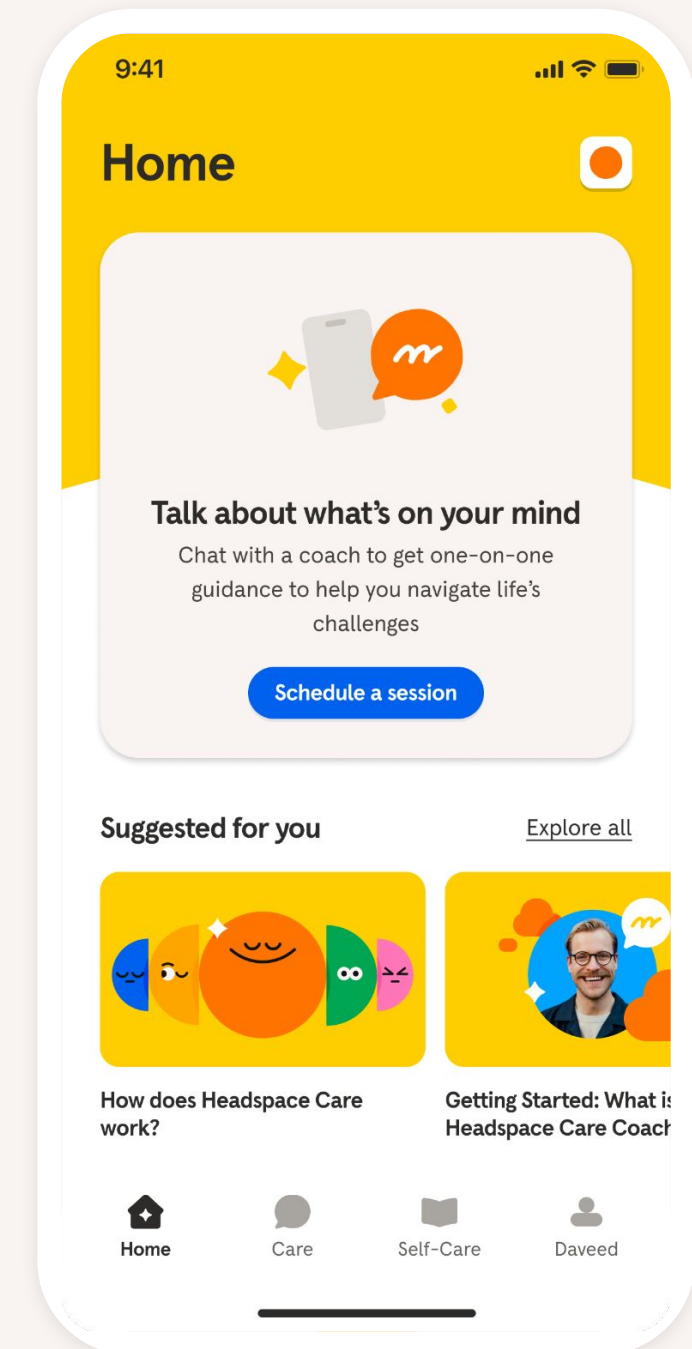 9:41
Home
Talk about what's on your mind
Chat with a coach to get one-on-one
guidance to help you navigate life's
challenges
Schedule a session
Suggested for you
Explore all
How does Headspace Care
work?
Getting Started: What is
Headspace Care Coach
Home
Care
Self-Care
Daveed